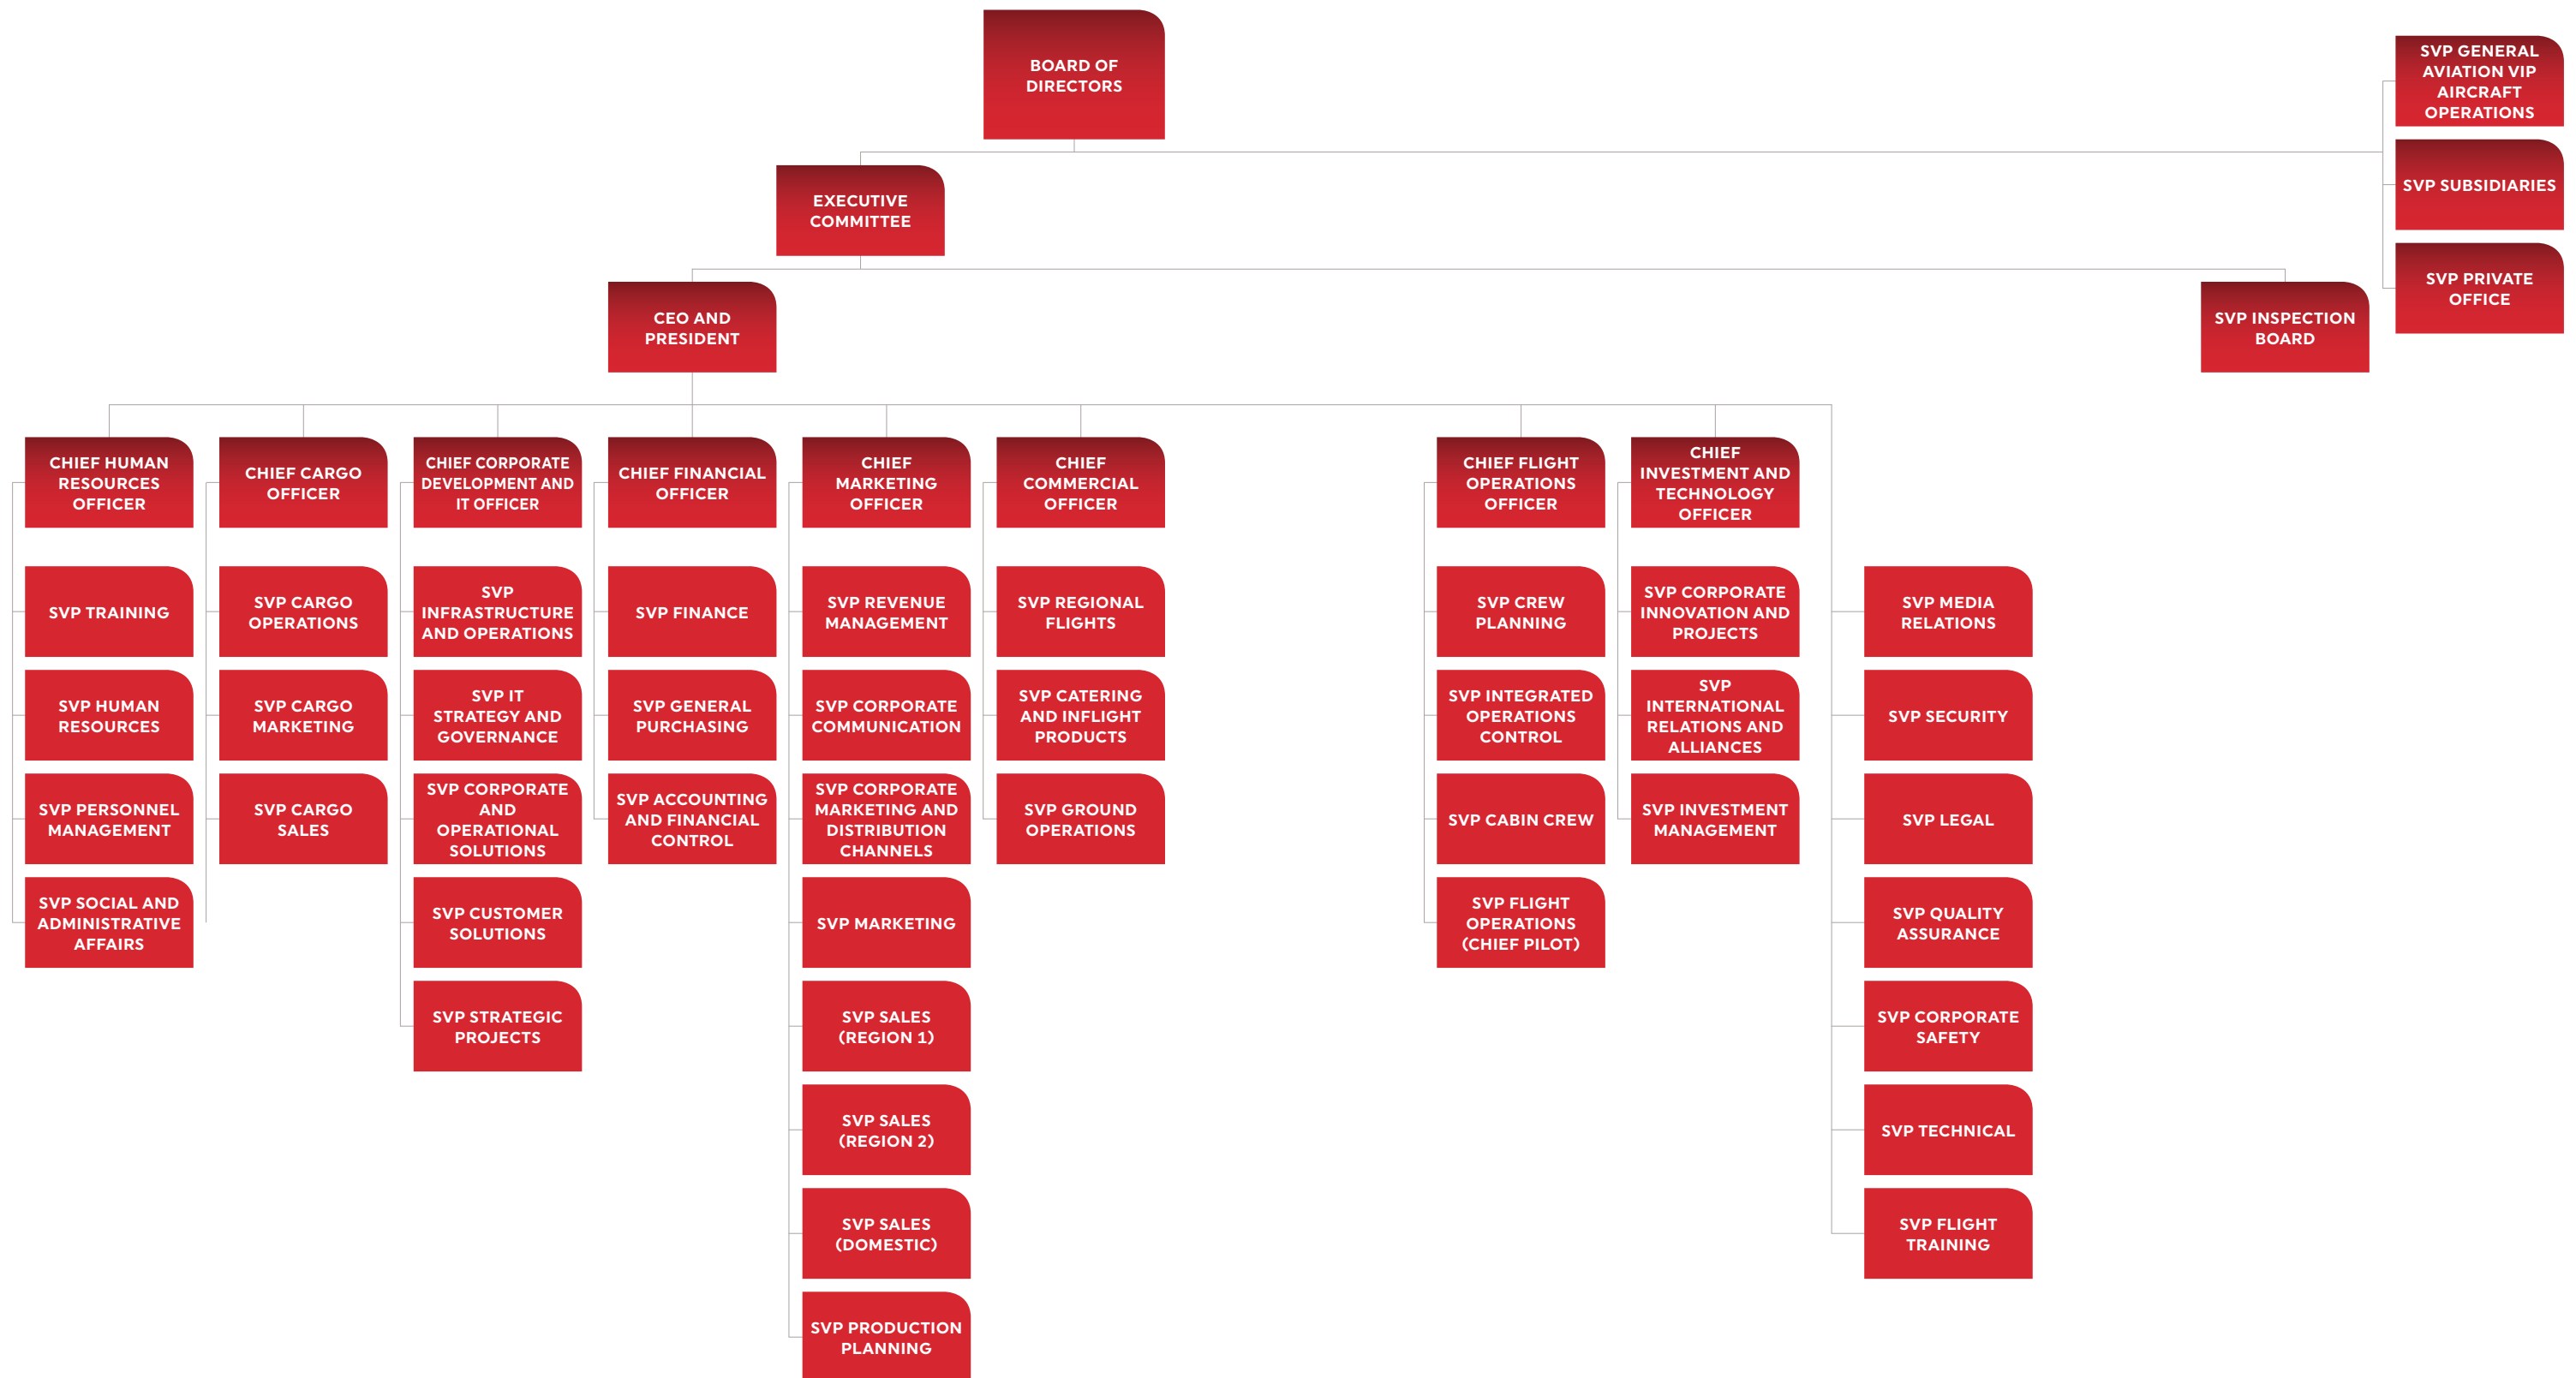 BOARD OF
DIRECTORS
SVP GENERAL
AVIATION VIP
AIRCRAFT
OPERATIONS
SVP SUBSIDIARIES
SVP PRIVATE
OFFICE
EXECUTIVE
COMMITTEE
CEO AND
PRESIDENT
SVP INSPECTION
BOARD
CHIEF HUMAN
RESOURCES
OFFICER
SVP TRAINING
SVP HUMAN
RESOURCES
SVP PERSONNEL
MANAGEMENT
SVP SOCIAL AND
ADMINISTRATIVE
AFFAIRS
CHIEF CARGO
OFFICER
SVP CARGO
OPERATIONS
SVP CARGO
MARKETING
SVP CARGO
SALES
CHIEF CORPORATE
DEVELOPMENT AND
IT OFFICER
SVP
INFRASTRUCTURE
AND OPERATIONS
SVP IT
STRATEGY AND
GOVERNANCE
SVP CORPORATE
AND
OPERATIONAL
SOLUTIONS
SVP CUSTOMER
SOLUTIONS
SVP STRATEGIC
PROJECTS
CHIEF FINANCIAL
OFFICER
SVP FINANCE
SVP GENERAL
PURCHASING
SVP ACCOUNTING
AND FINANCIAL
CONTROL
CHIEF
MARKETING
OFFICER
SVP REVENUE
MANAGEMENT
SVP CORPORATE
COMMUNICATION
SVP CORPORATE
MARKETING AND
DISTRIBUTION
CHANNELS
SVP MARKETING
SVP SALES
(REGION 1)
SVP SALES
(REGION 2)
SVP SALES
(DOMESTIC)
SVP PRODUCTION
PLANNING
CHIEF
COMMERCIAL
OFFICER
SVP REGIONAL
FLIGHTS
SVP CATERING
AND INFLIGHT
PRODUCTS
SVP GROUND
OPERATIONS
CHIEF FLIGHT
OPERATIONS
OFFICER
SVP CREW
PLANNING
SVP INTEGRATED
OPERATIONS
CONTROL
SVP CABIN CREW
SVP FLIGHT
OPERATIONS
(CHIEF PILOT)
CHIEF
INVESTMENT AND
TECHNOLOGY
OFFICER
SVP CORPORATE
INNOVATION AND
PROJECTS
SVP
INTERNATIONAL
RELATIONS AND
ALLIANCES
SVP INVESTMENT
MANAGEMENT
SVP MEDIA
RELATIONS
SVP SECURITY
SVP LEGAL
SVP QUALITY
ASSURANCE
SVP CORPORATE
SAFETY
SVP TECHNICAL
SVP FLIGHT
TRAINING